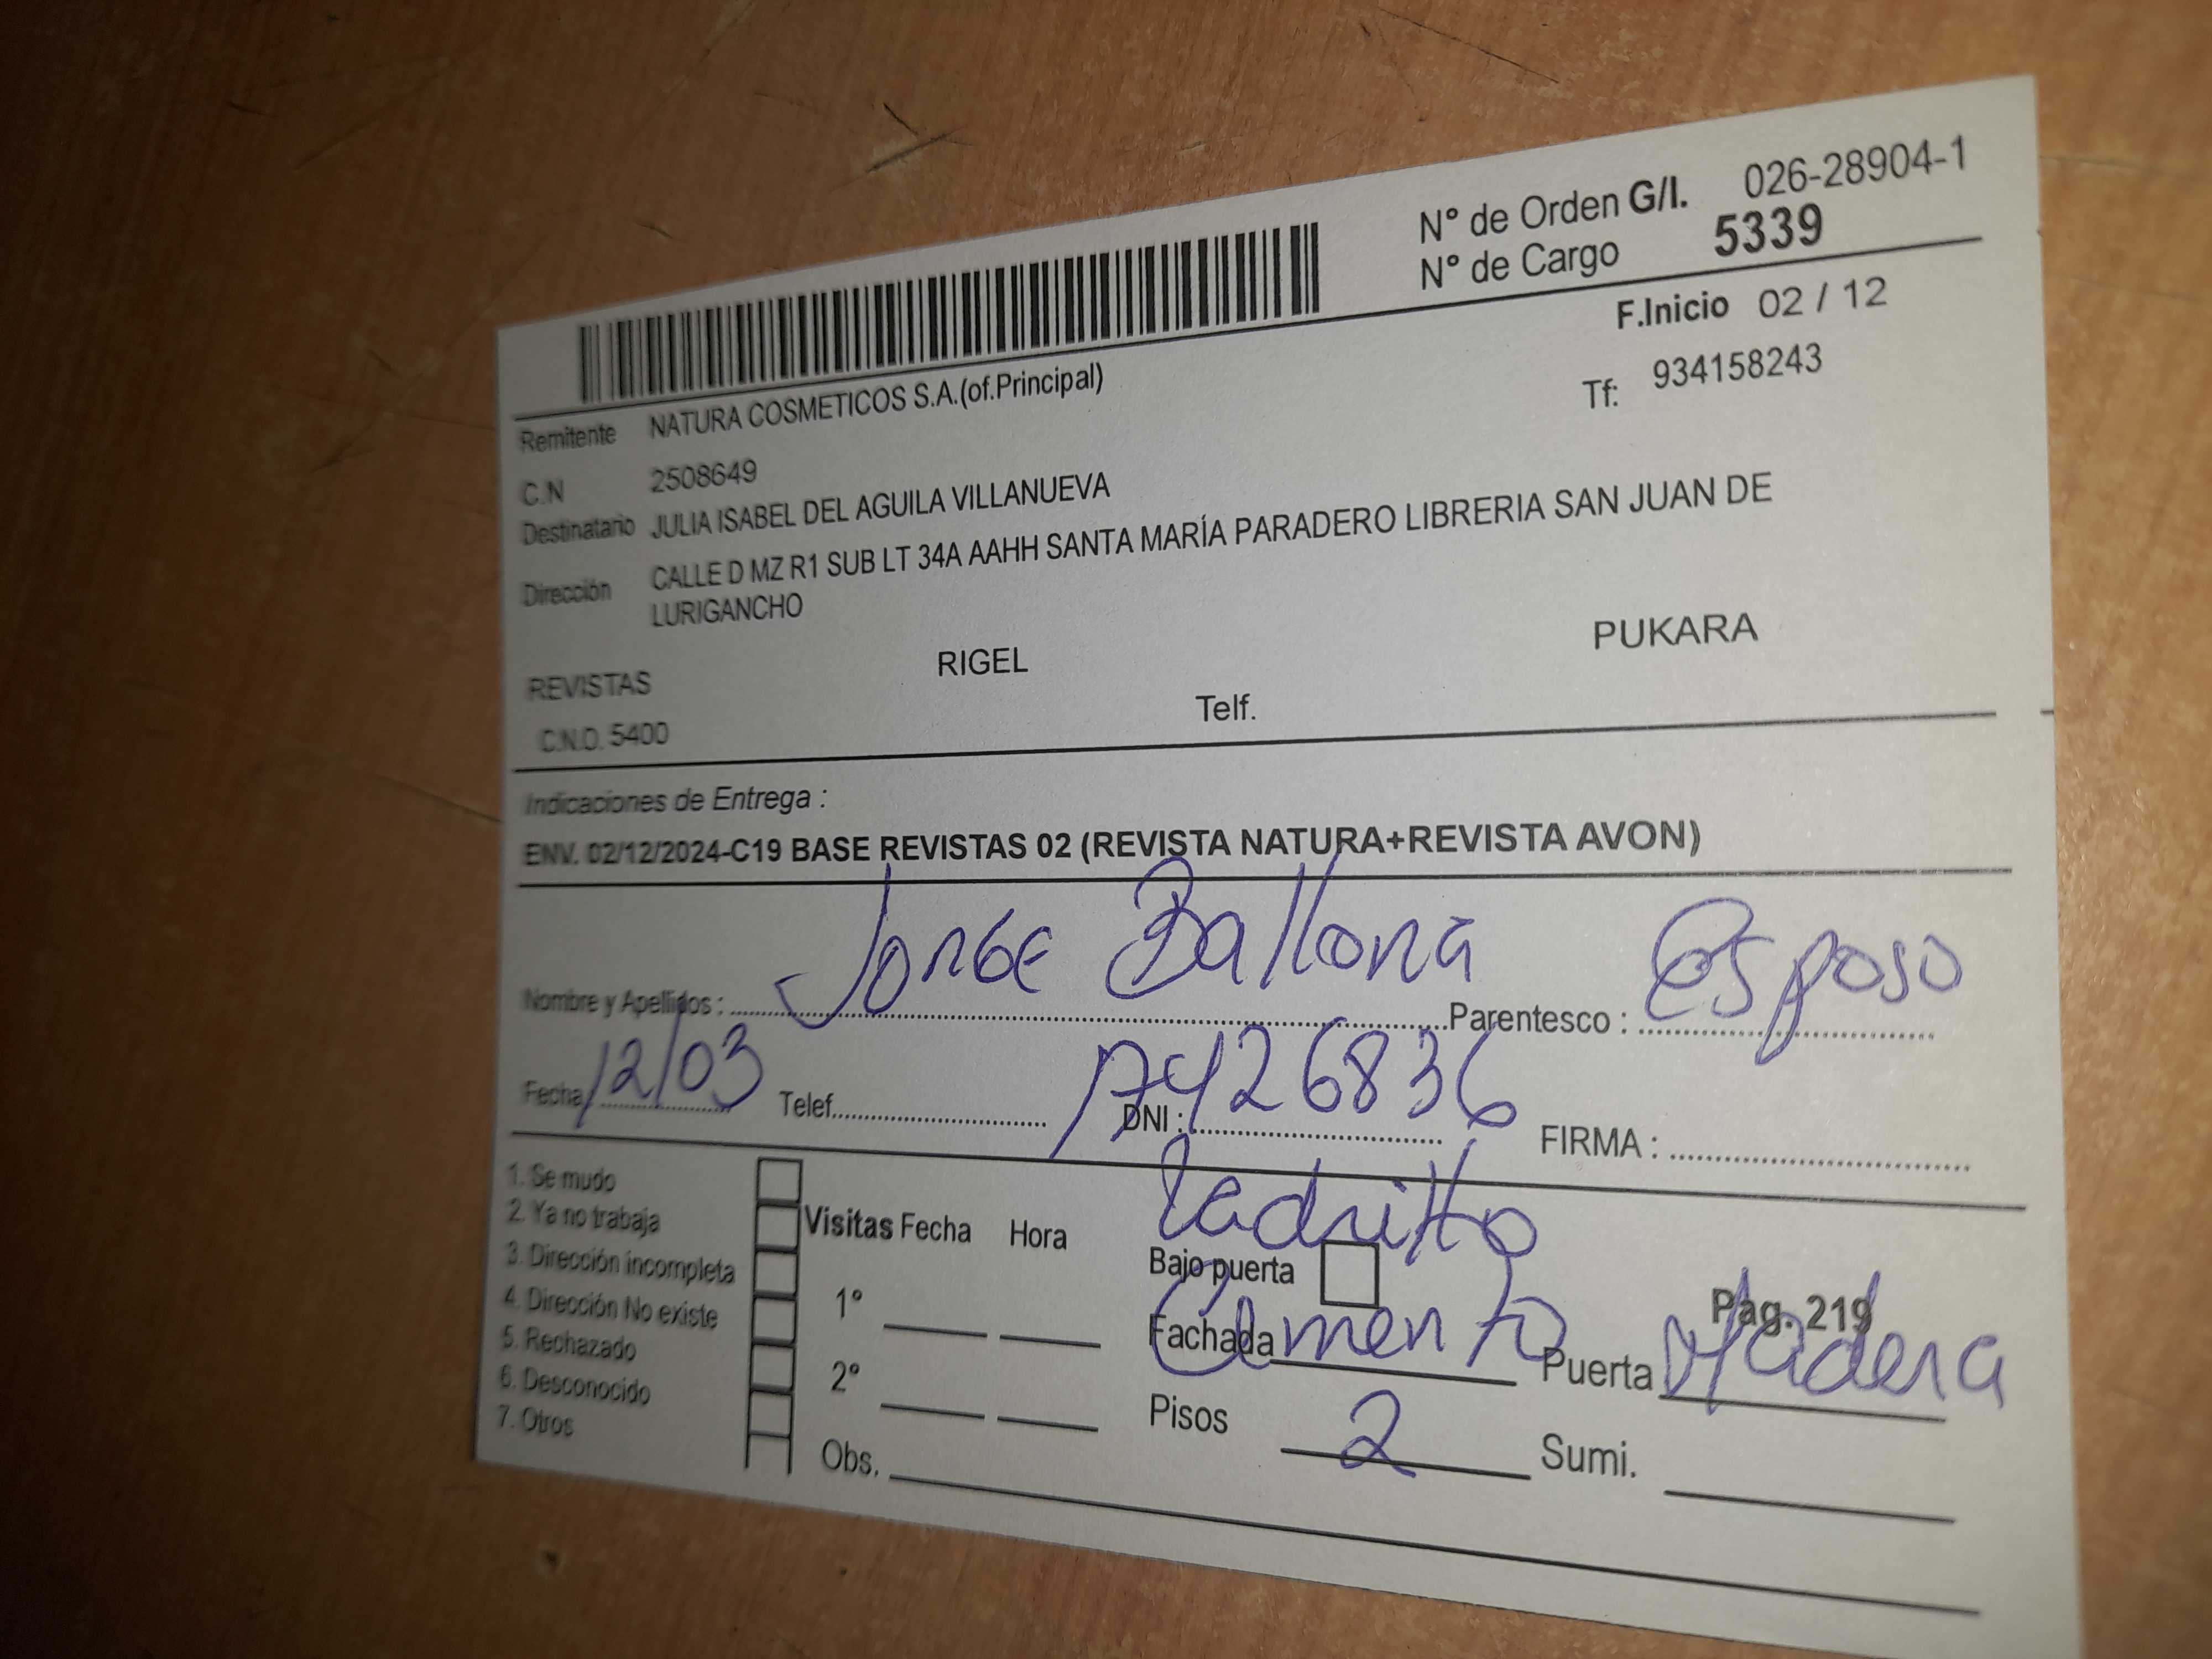 N° de Orden G/I. 026-28904-1
N° de Cargo 5339
F.Inicio 02 / 12
Remitente NATURA COSMETICOS S.A.(of.Principal) Tf: 934158243
C.N 2508649
Destinatario JULIA ISABEL DEL AGUILA VILLANUEVA
Dirección CALLE D MZ R1 SUB LT 34A AAHH SANTA MARÍA PARADERO LIBRERIA SAN JUAN DE
LURIGANCHO
REVISTAS RIGEL PUKARA
C.N.O. 5400 Telf.
Indicaciones de Entrega :
ENV. 02/12/2024-C19 BASE REVISTAS 02 (REVISTA NATURA+REVISTA AVON)
Nombre y Apellidos : Jorge Ballona Parentesco : Esposo
Fecha 12/03 Telef. DNI : 17426836 FIRMA :
1. Se mudo ladrillo
2. Ya no trabaja Visitas Fecha Hora
3. Dirección incompleta Bajo puerta Pág. 219
4. Dirección No existe 1° Fachada Cemento Puerta Madera
5. Rechazado
6. Desconocido 2° Pisos 2 Sumi.
7. Otros Obs.